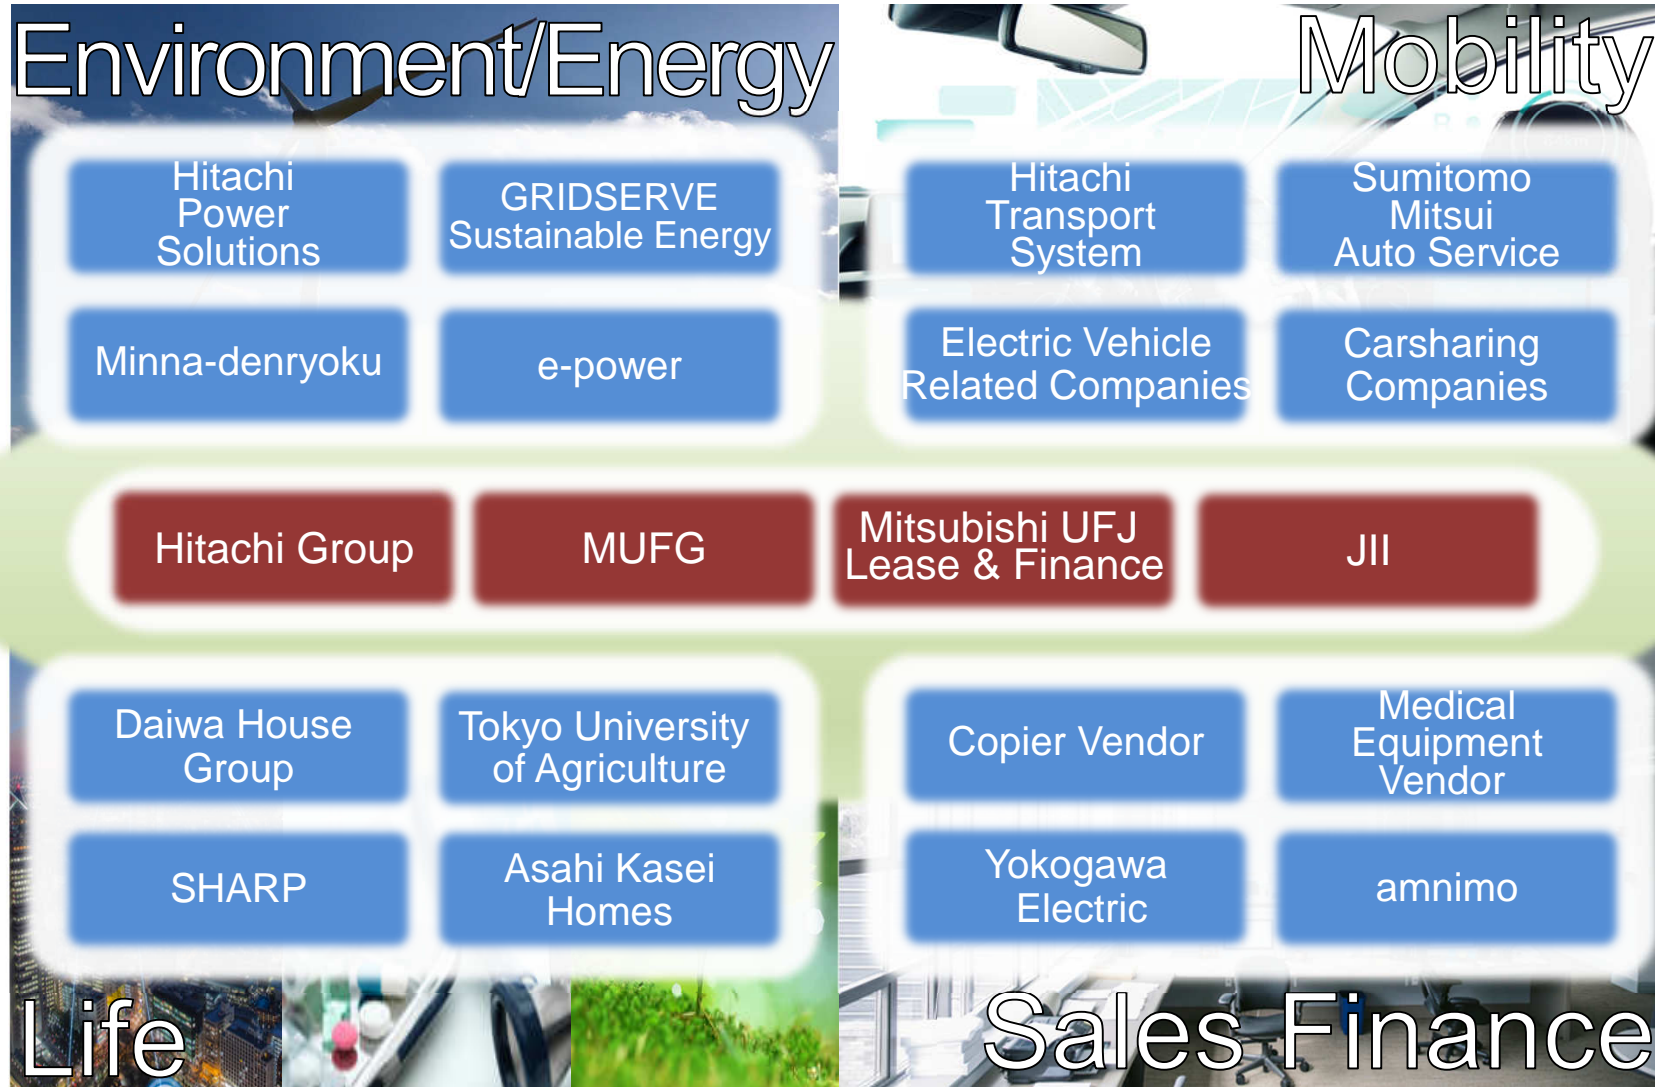 Environment/Energy
Mobility
Hitachi
Power
Solutions
GRIDSERVE
Sustainable Energy
Hitachi
Transport
System
Sumitomo
Mitsui
Auto Service
Minna-denryoku
e-power
Electric Vehicle
Related Companies
Carsharing
Companies
Hitachi Group
MUFG
Mitsubishi UFJ
Lease & Finance
JII
Daiwa House
Group
Tokyo University
of Agriculture
Copier Vendor
Medical
Equipment
Vendor
SHARP
Asahi Kasei
Homes
Yokogawa
Electric
amnimo
Life
Sales Finance